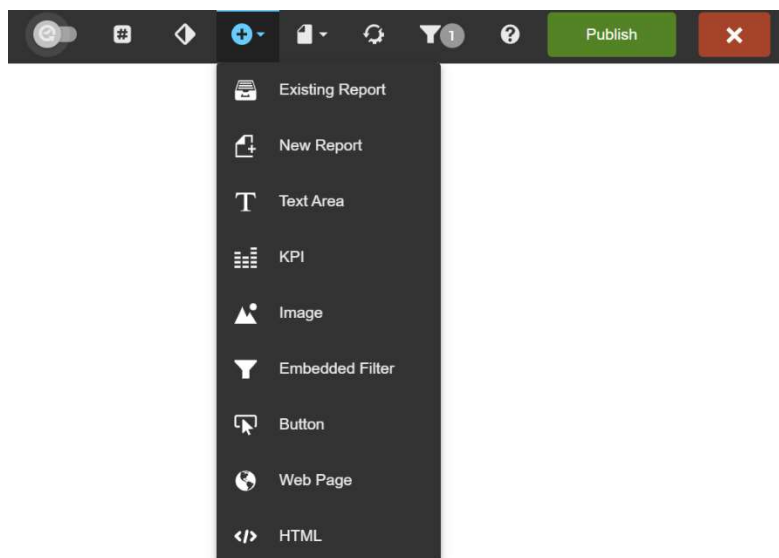 #
1
?
Publish
Existing Report
New Report
T Text Area
KPI
Image
Embedded Filter
Button
Web Page
</> HTML